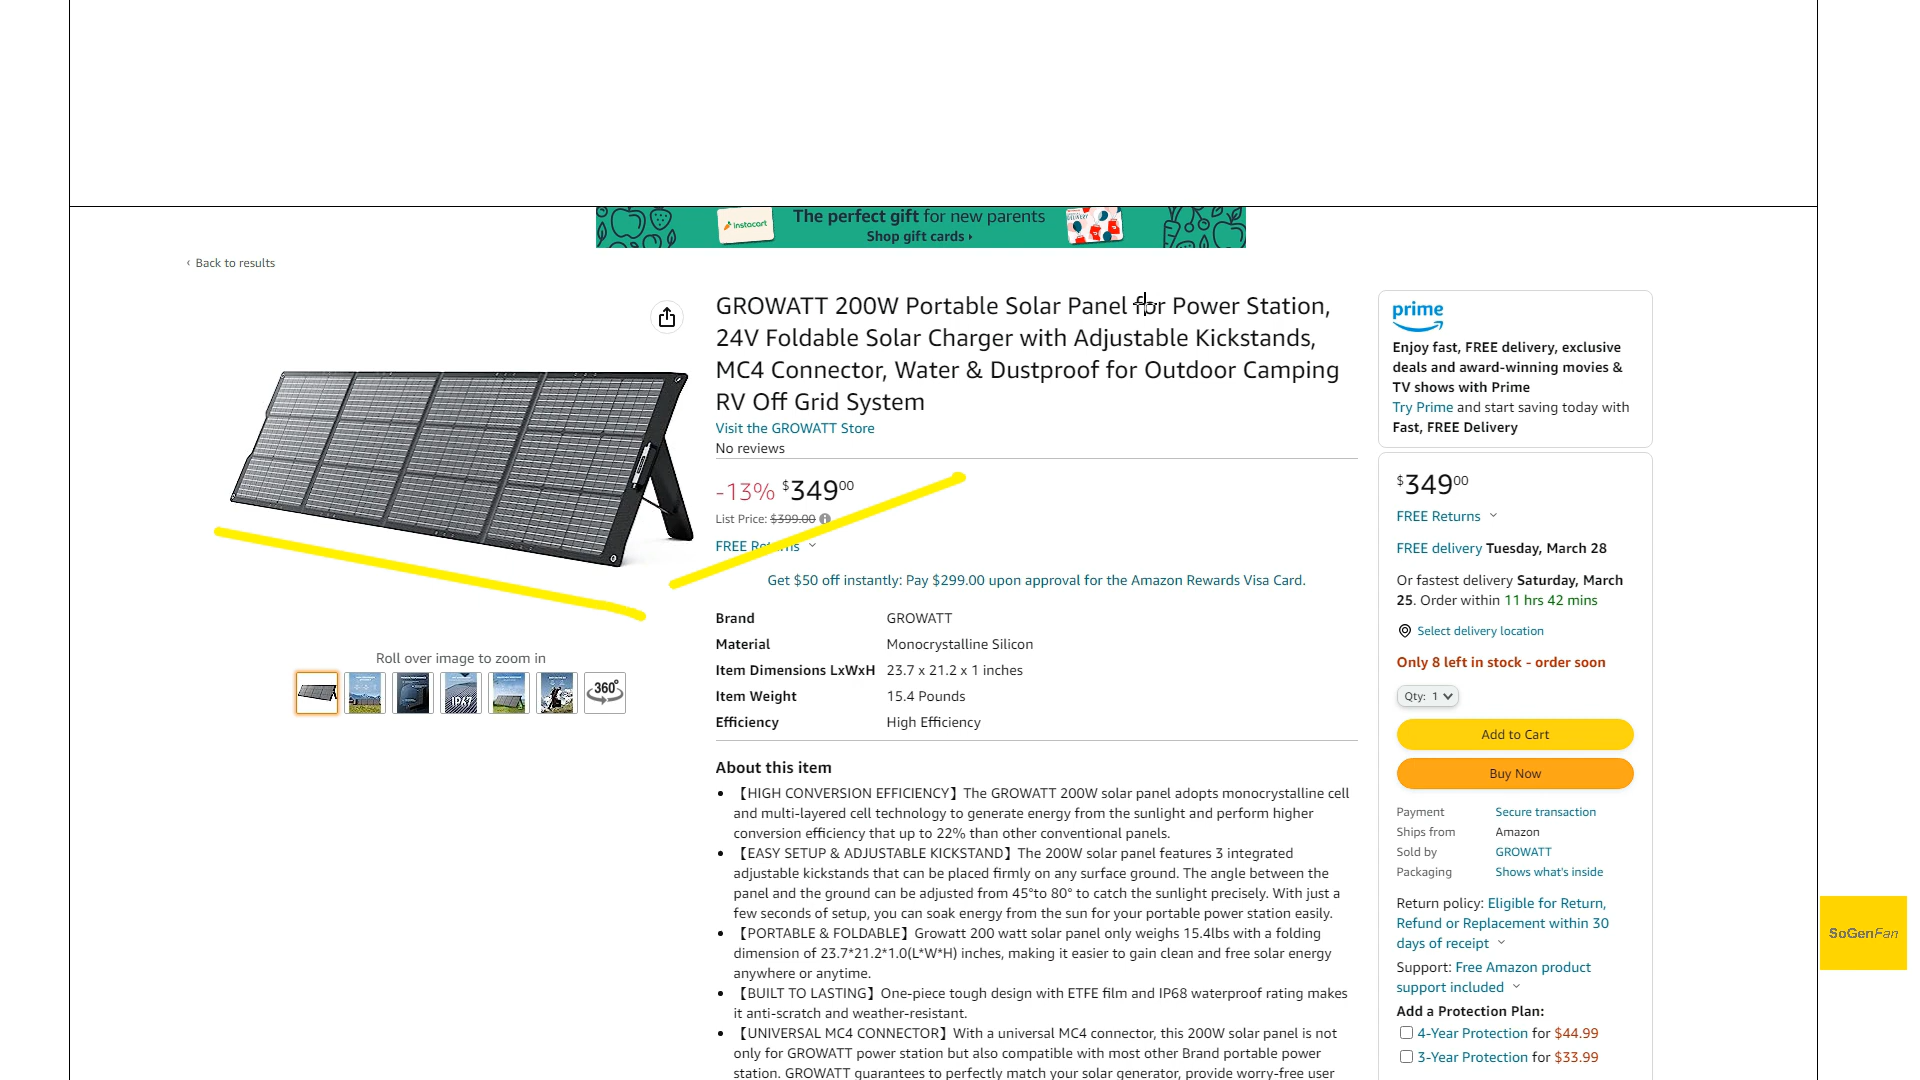 instacart
The perfect gift for new parents
Shop gift cards ›
‹ Back to results
GROWATT 200W Portable Solar Panel for Power Station,
24V Foldable Solar Charger with Adjustable Kickstands,
MC4 Connector, Water & Dustproof for Outdoor Camping
RV Off Grid System
Visit the GROWATT Store
No reviews
-13% $34900
List Price: $399.00
FREE Returns
Get $50 off instantly: Pay $299.00 upon approval for the Amazon Rewards Visa Card.
Roll over image to zoom in
IP67
360°
Brand GROWATT
Material Monocrystalline Silicon
Item Dimensions LxWxH 23.7 x 21.2 x 1 inches
Item Weight 15.4 Pounds
Efficiency High Efficiency
About this item
• 【HIGH CONVERSION EFFICIENCY】The GROWATT 200W solar panel adopts monocrystalline cell
and multi-layered cell technology to generate energy from the sunlight and perform higher
conversion efficiency that up to 22% than other conventional panels.
• 【EASY SETUP & ADJUSTABLE KICKSTAND】The 200W solar panel features 3 integrated
adjustable kickstands that can be placed firmly on any surface ground. The angle between the
panel and the ground can be adjusted from 45°to 80° to catch the sunlight precisely. With just a
few seconds of setup, you can soak energy from the sun for your portable power station easily.
• 【PORTABLE & FOLDABLE】Growatt 200 watt solar panel only weighs 15.4lbs with a folding
dimension of 23.7*21.2*1.0(L*W*H) inches, making it easier to gain clean and free solar energy
anywhere or anytime.
• 【BUILT TO LASTING】One-piece tough design with ETFE film and IP68 waterproof rating makes
it anti-scratch and weather-resistant.
• 【UNIVERSAL MC4 CONNECTOR】With a universal MC4 connector, this 200W solar panel is not
only for GROWATT power station but also compatible with most other Brand portable power
station. GROWATT guarantees to perfectly match your solar generator, provide worry-free user
prime
Enjoy fast, FREE delivery, exclusive
deals and award-winning movies &
TV shows with Prime
Try Prime and start saving today with
Fast, FREE Delivery
$34900
FREE Returns
FREE delivery Tuesday, March 28
Or fastest delivery Saturday, March
25. Order within 11 hrs 42 mins
Select delivery location
Only 8 left in stock - order soon
Qty: 1
Add to Cart
Buy Now
Payment Secure transaction
Ships from Amazon
Sold by GROWATT
Packaging Shows what's inside
Return policy: Eligible for Return,
Refund or Replacement within 30
days of receipt
Support: Free Amazon product
support included
Add a Protection Plan:
4-Year Protection for $44.99
3-Year Protection for $33.99
SoGenFan